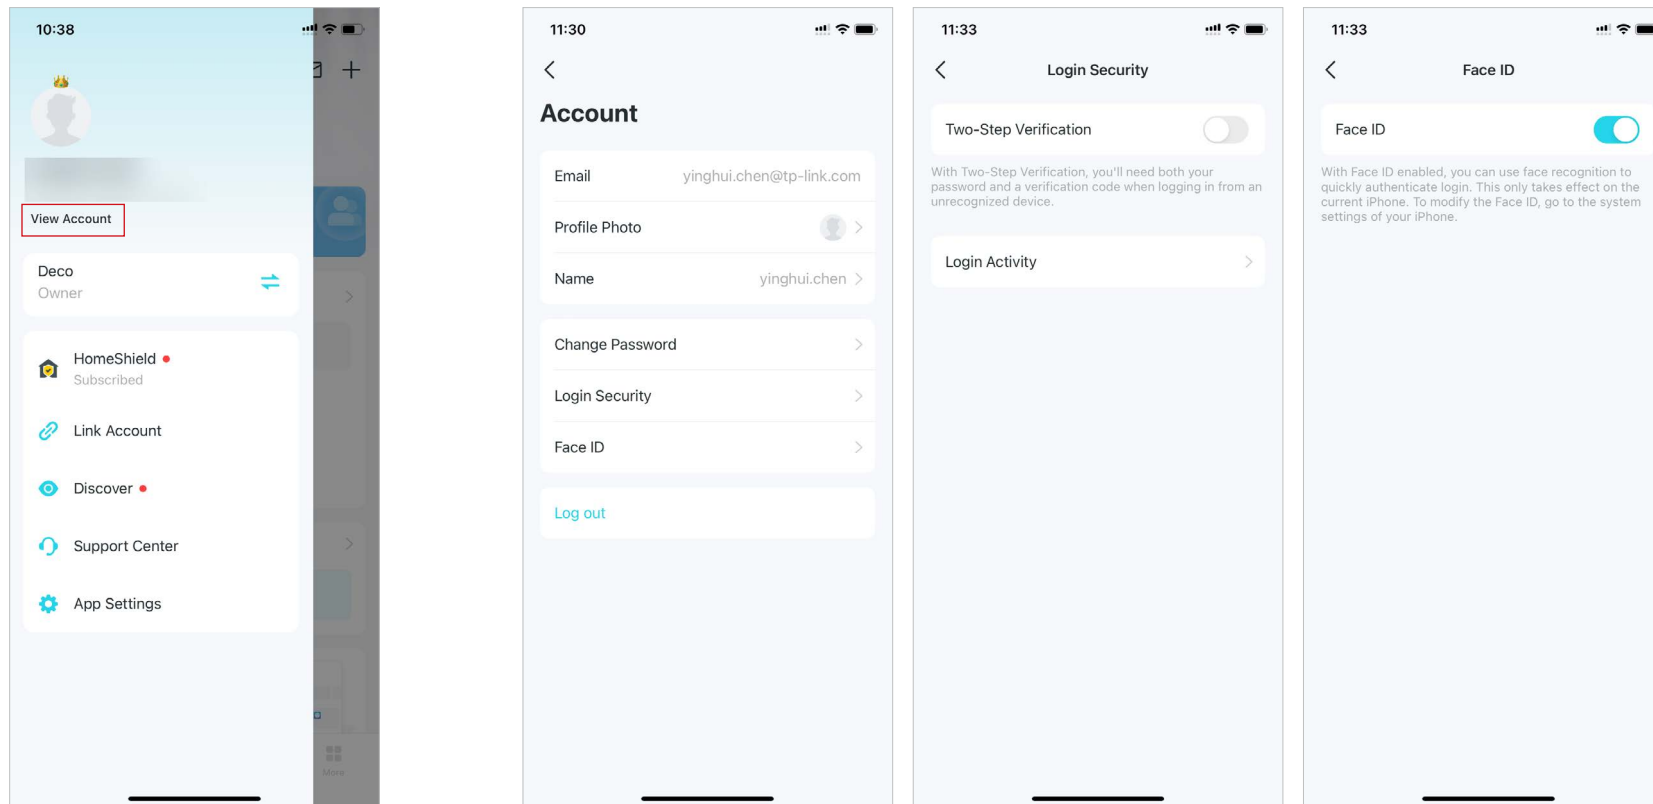 10:38
View Account
Deco
Owner
HomeShield
Subscribed
Link Account
Discover
Support Center
App Settings
More
11:30
Account
Email yinghui.chen@tp-link.com
Profile Photo
Name yinghui.chen
Change Password
Login Security
Face ID
Log out
11:33
Login Security
Two-Step Verification
With Two-Step Verification, you'll need both your
password and a verification code when logging in from an
unrecognized device.
Login Activity
11:33
Face ID
Face ID
With Face ID enabled, you can use face recognition to
quickly authenticate login. This only takes effect on the
current iPhone. To modify the Face ID, go to the system
settings of your iPhone.